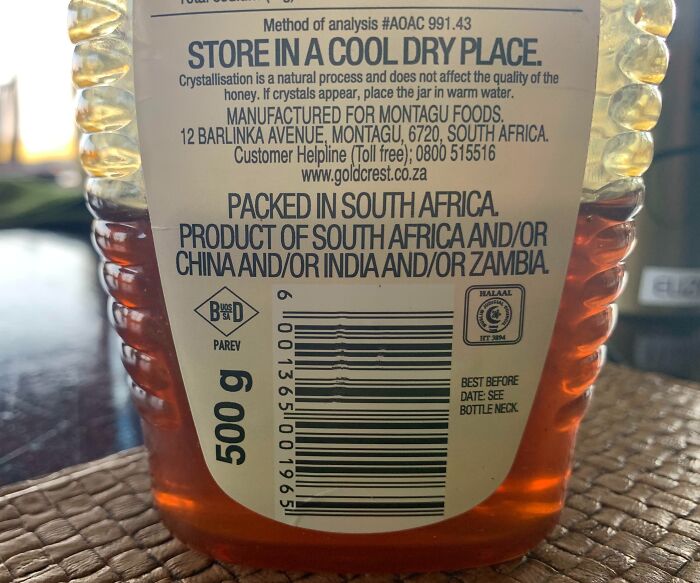 Method of analysis #AOAC 991.43
STORE IN A COOL DRY PLACE.
Crystallisation is a natural process and does not affect the quality of the
honey. If crystals appear, place the jar in warm water.
MANUFACTURED FOR MONTAGU FOODS.
12 BARLINKA AVENUE, MONTAGU, 6720, SOUTH AFRICA.
Customer Helpline (Toll free); 0800 515516
www.goldcrest.co.za
PACKED IN SOUTH AFRICA.
PRODUCT OF SOUTH AFRICA AND/OR
CHINA AND/OR INDIA AND/OR ZAMBIA.
B UOS SA D
PAREV
500 g
6 001365 001965
HALAAL
BEST BEFORE
DATE: SEE
BOTTLE NECK.